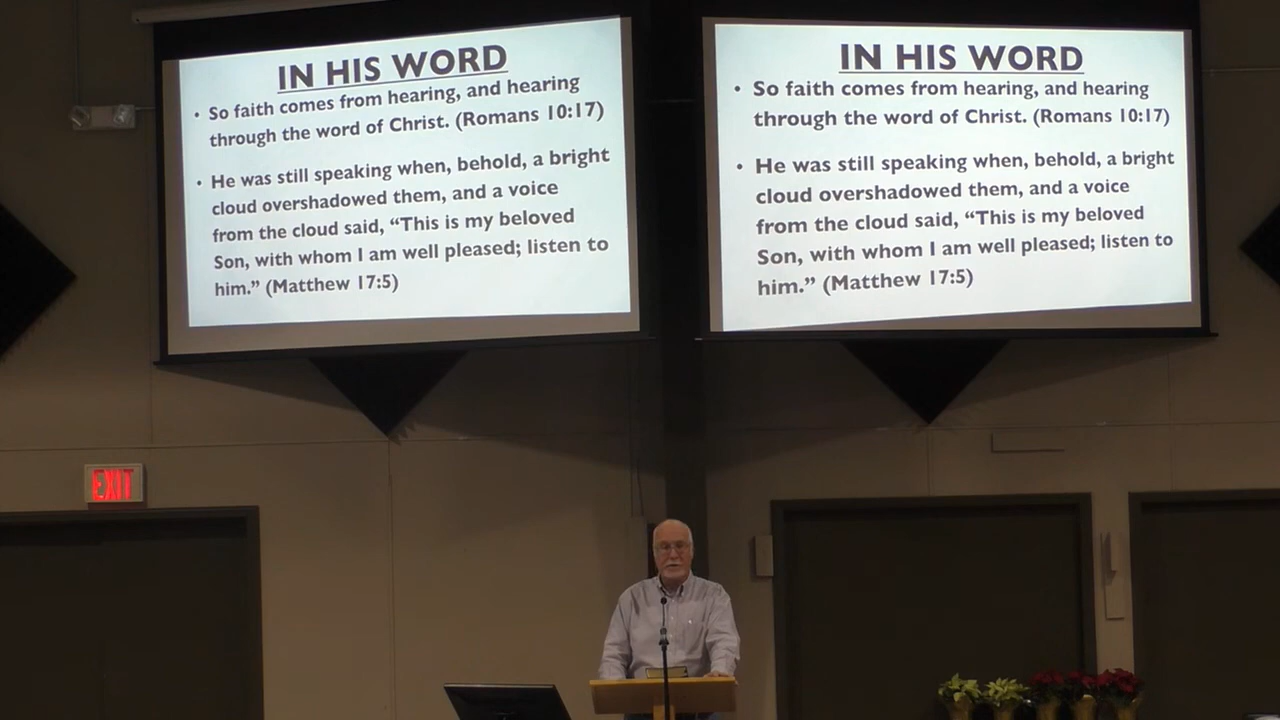 IN HIS WORD
• So faith comes from hearing, and hearing
through the word of Christ. (Romans 10:17)
• He was still speaking when, behold, a bright
cloud overshadowed them, and a voice
from the cloud said, “This is my beloved
Son, with whom I am well pleased; listen to
him.” (Matthew 17:5)
IN HIS WORD
• So faith comes from hearing, and hearing
through the word of Christ. (Romans 10:17)
• He was still speaking when, behold, a bright
cloud overshadowed them, and a voice
from the cloud said, “This is my beloved
Son, with whom I am well pleased; listen to
him.” (Matthew 17:5)
EXIT